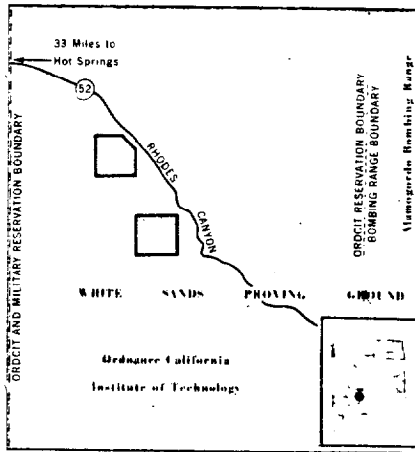 33 Miles to
Hot Springs
52
RHODES
CANYON
ORDCIT AND MILITARY RESERVATION BOUNDARY
ORDCIT RESERVATION BOUNDARY
BOMBING RANGE BOUNDARY
Alamogordo Bombing Range
WHITE SANDS PROVING GROUND
Ordnance California
Institute of Technology